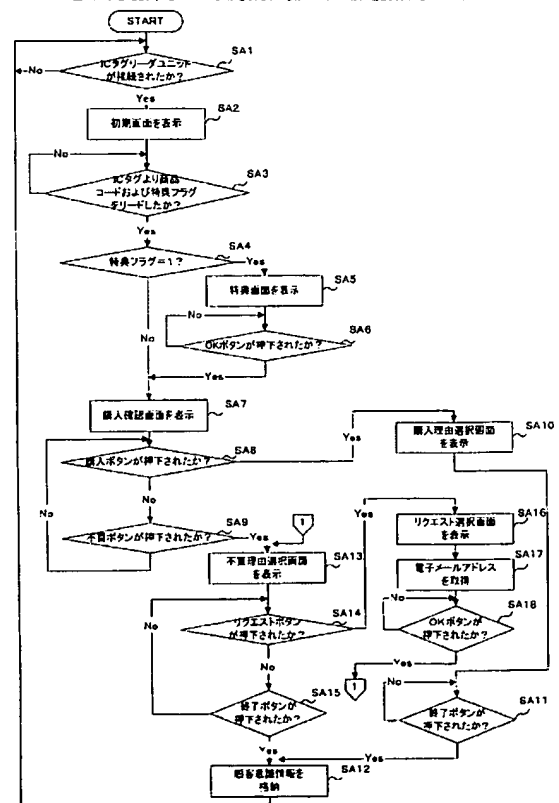 START
SA1
ICタグリーダユニット
が接続されたか?
No
Yes
SA2
初期画面を表示
No
SA3
ICタグより商品
コードおよび特典フラグ
をリードしたか?
Yes
SA4
特典フラグ=1?
Yes
SA5
特典画面を表示
No
No
SA6
OKボタンが押下されたか?
Yes
SA7
購入確認画面を表示
SA10
購入理由選択画面
を表示
SA8
Yes
購入ボタンが押下されたか?
No
SA9
No
不買ボタンが押下されたか?
Yes
1
Yes
SA16
リクエスト選択画面
を表示
SA13
不買理由選択画面
を表示
SA17
電子メールアドレス
を取得
No
SA18
OKボタンが
押下されたか?
No
SA14
リクエストボタン
が押下されたか?
Yes
1
No
No
SA15
終了ボタンが
押下されたか?
SA11
終了ボタンが
押下されたか?
Yes
Yes
SA12
顧客意識情報を
格納